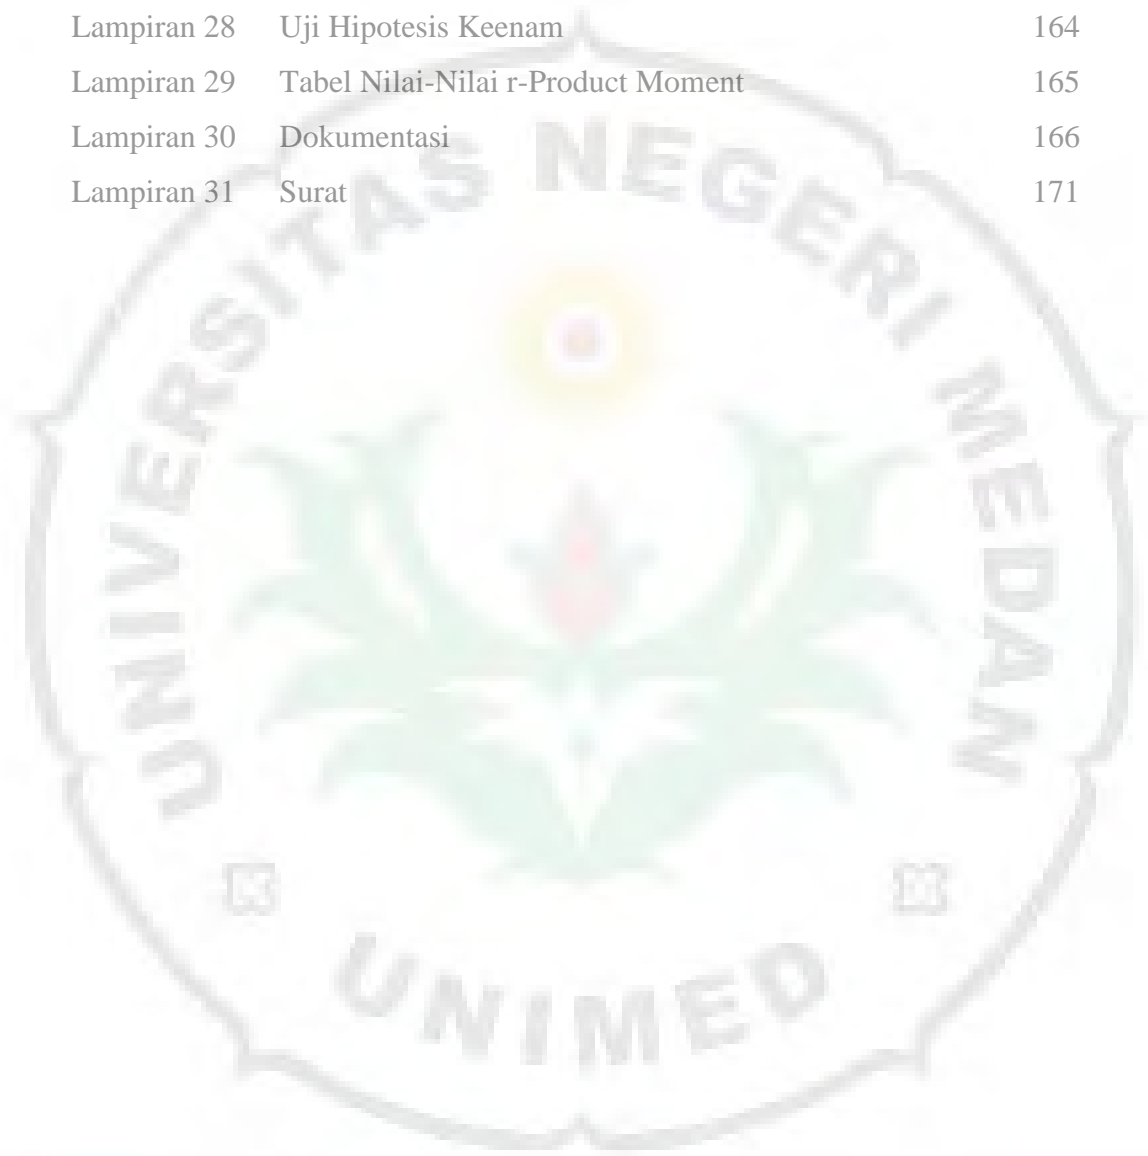 Lampiran 28 Uji Hipotesis Keenam 164
Lampiran 29 Tabel Nilai-Nilai r-Product Moment 165
Lampiran 30 Dokumentasi 166
Lampiran 31 Surat 171
UNIVERSITAS NEGERI MEDAN
UNIMED